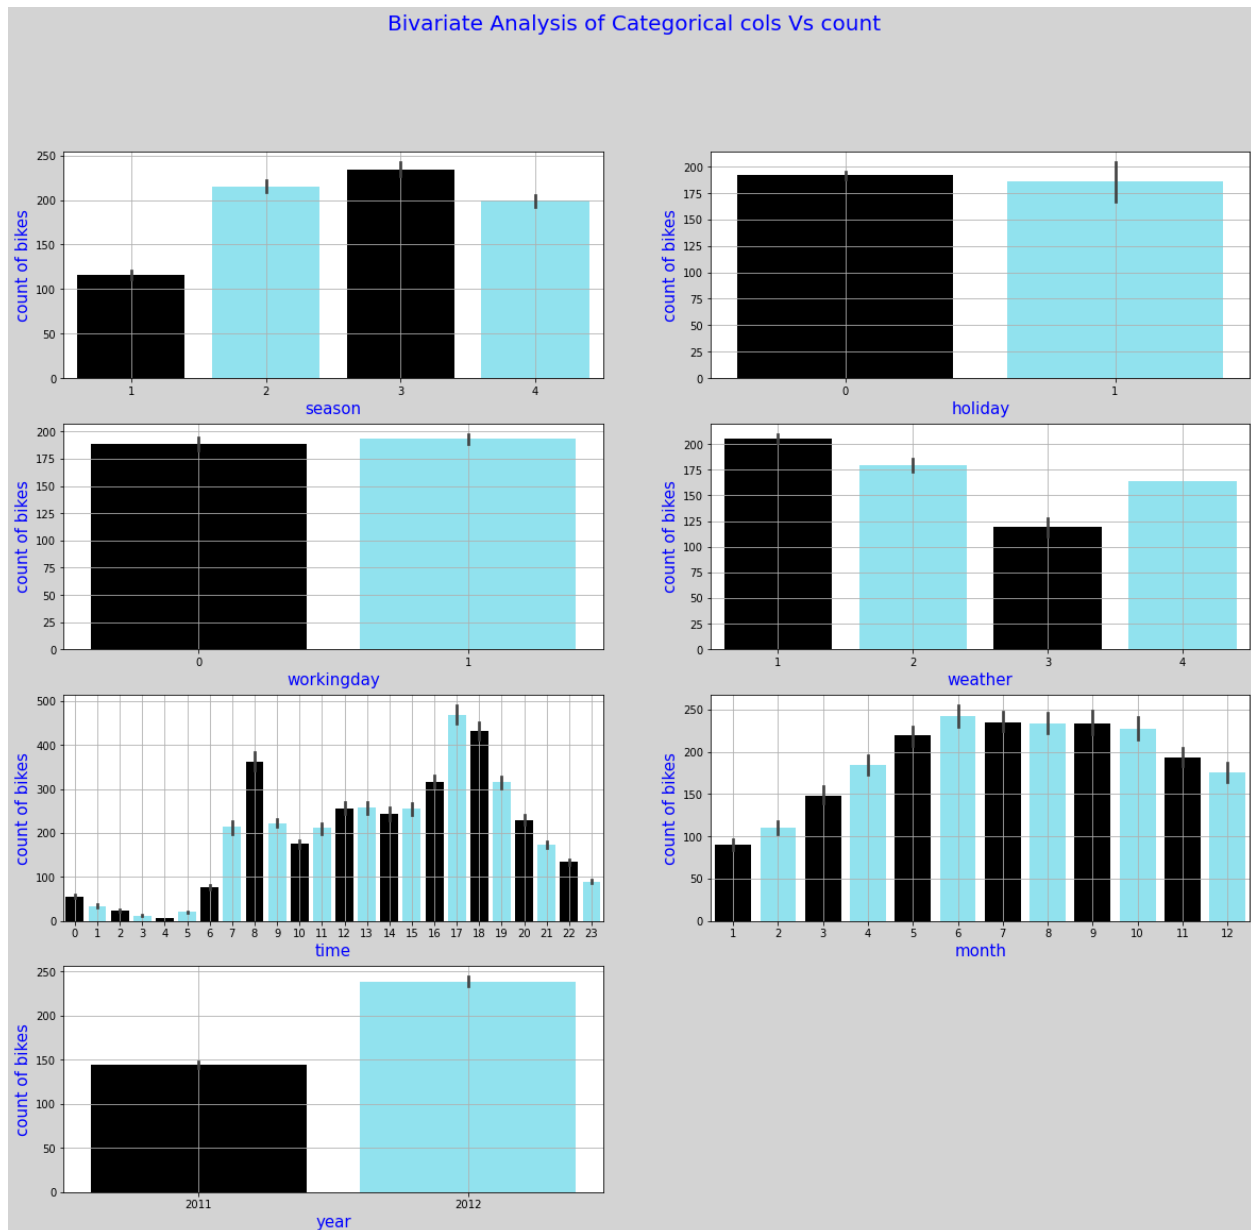 Bivariate Analysis of Categorical cols Vs count
count of bikes
250
200
150
100
50
0
1 2 3 4
season
count of bikes
200
175
150
125
100
75
50
25
0
0 1
holiday
count of bikes
200
175
150
125
100
75
50
25
0
0 1
workingday
count of bikes
200
175
150
125
100
75
50
25
0
1 2 3 4
weather
count of bikes
500
400
300
200
100
0
0 1 2 3 4 5 6 7 8 9 10 11 12 13 14 15 16 17 18 19 20 21 22 23
time
count of bikes
250
200
150
100
50
0
1 2 3 4 5 6 7 8 9 10 11 12
month
count of bikes
250
200
150
100
50
0
2011 2012
year